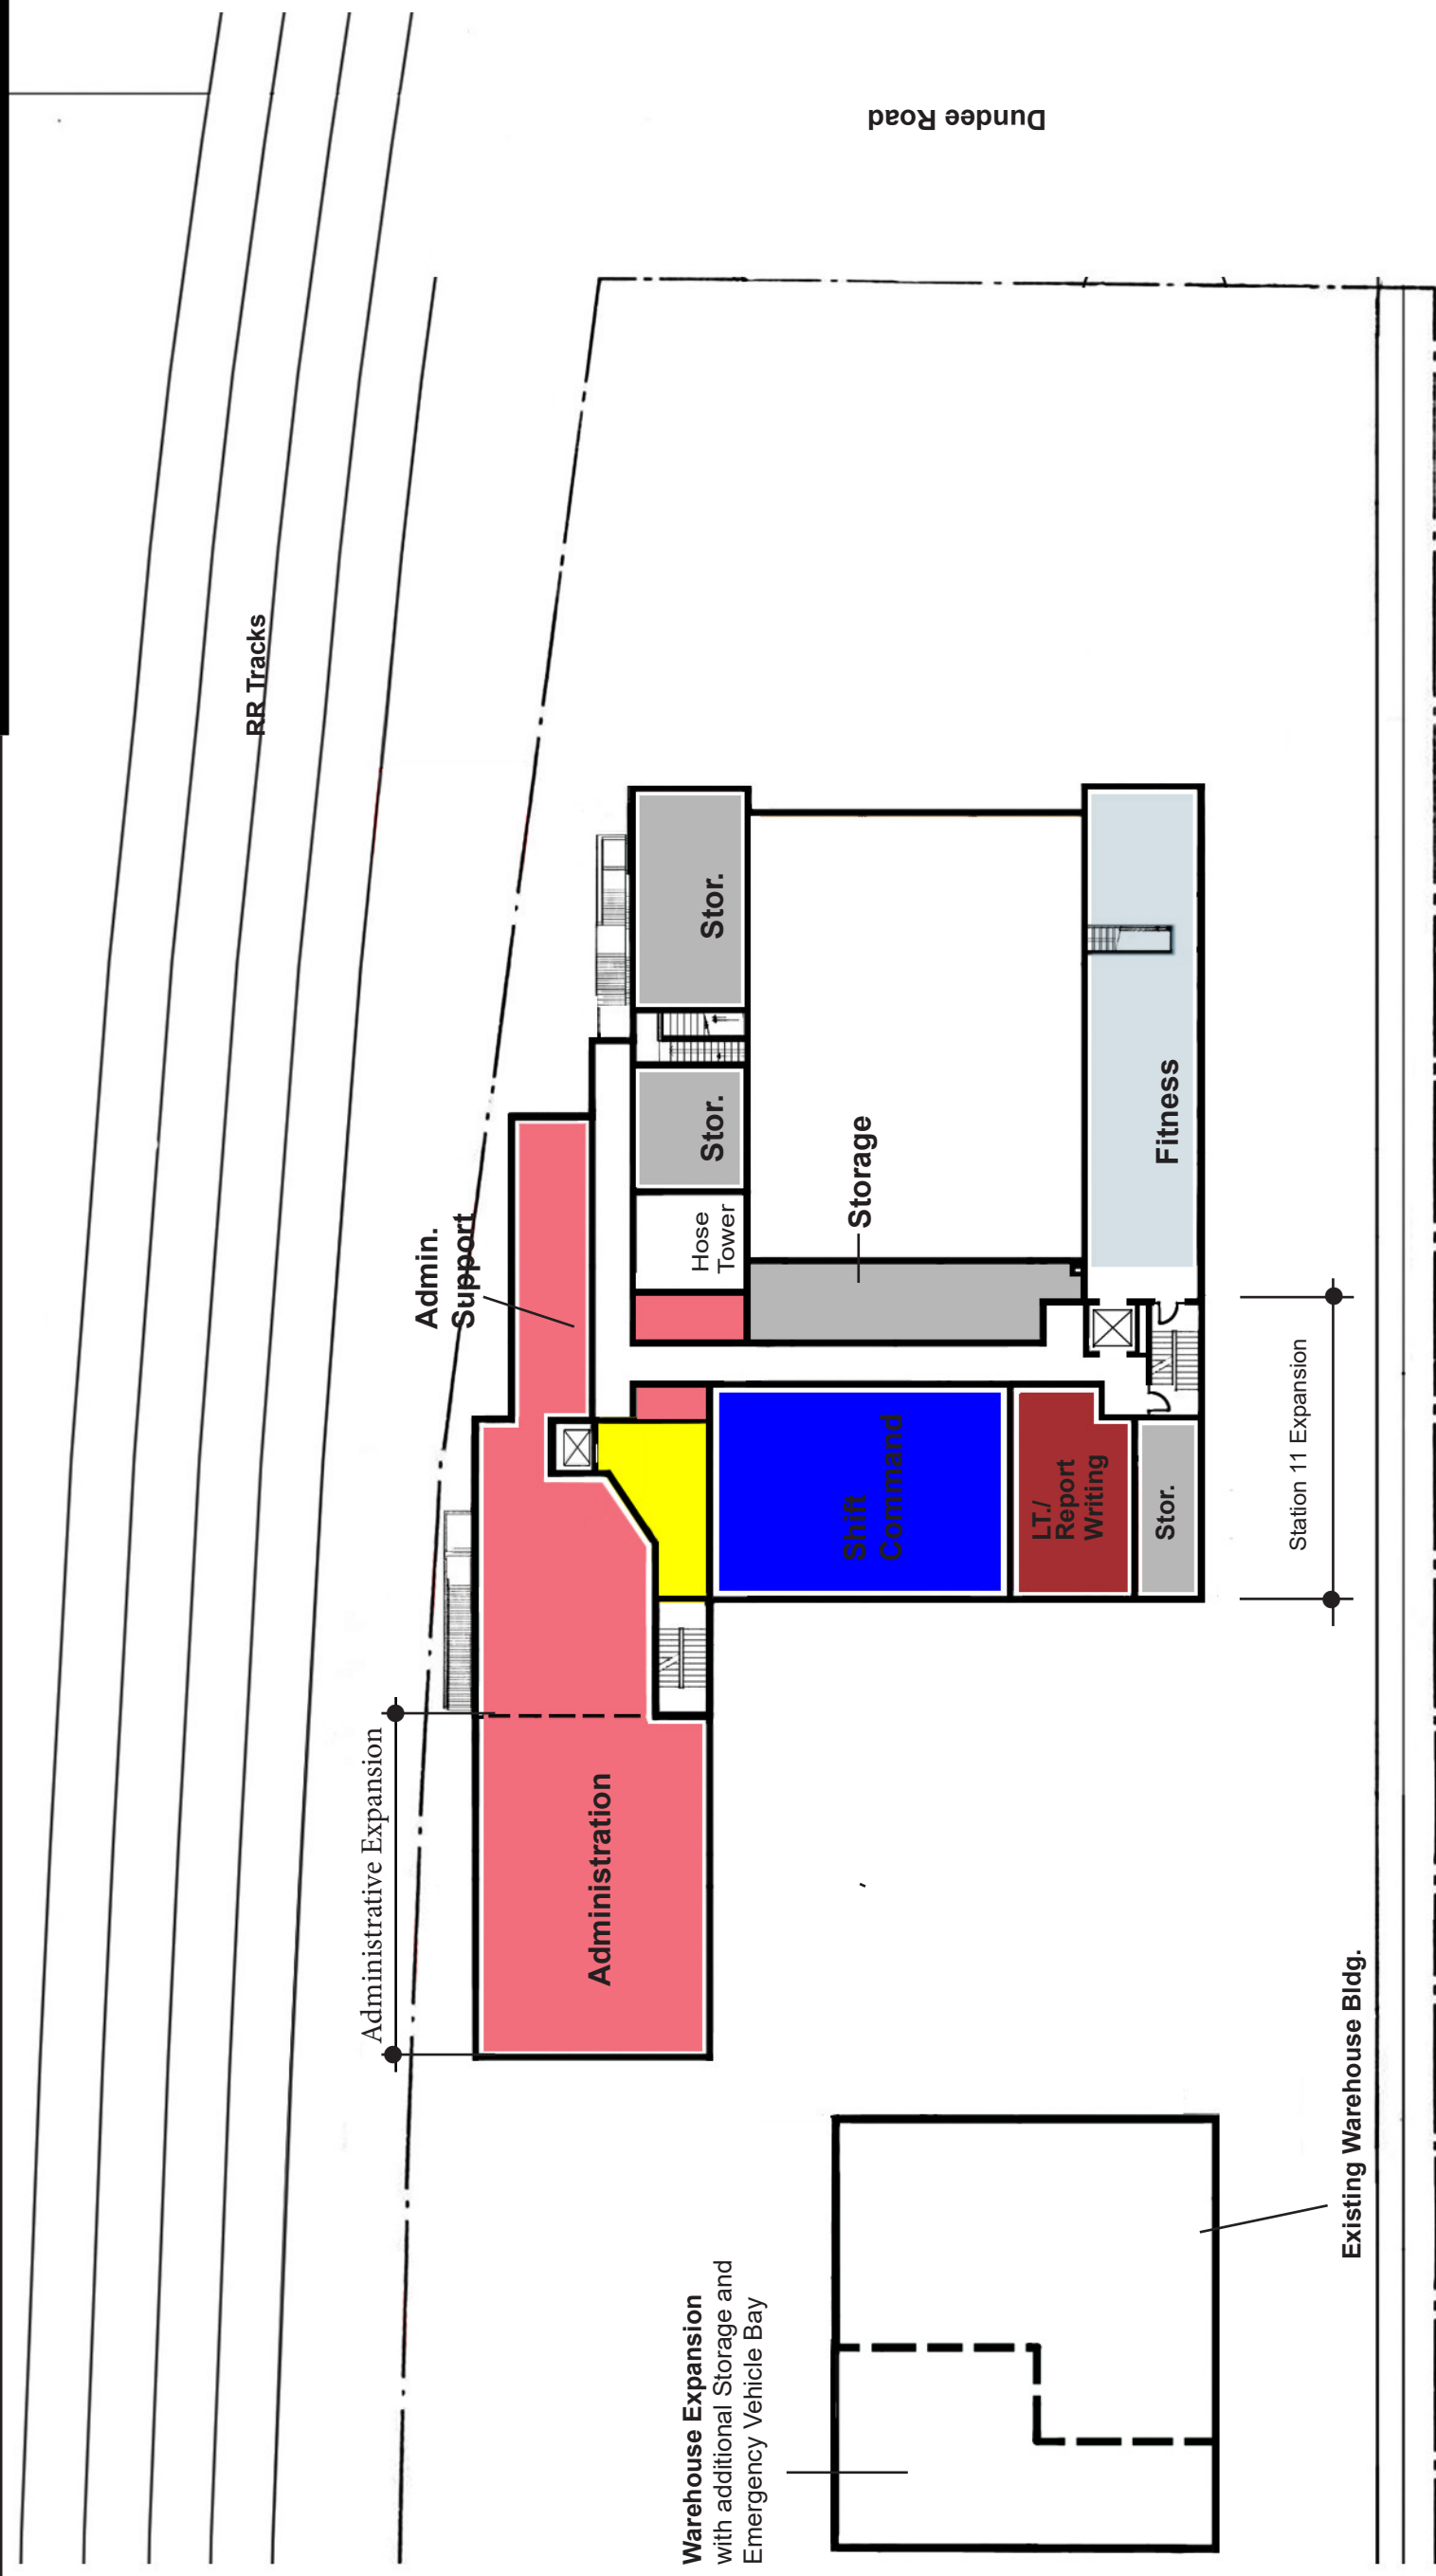 Dundee Road
RR Tracks
Stor.
Stor.
Hose
Tower
Storage
Fitness
Admin.
Support
Shift
Command
LT./
Report
Writing
Stor.
Station 11 Expansion
Administrative Expansion
Administration
Warehouse Expansion
with additional Storage and
Emergency Vehicle Bay
Existing Warehouse Bldg.